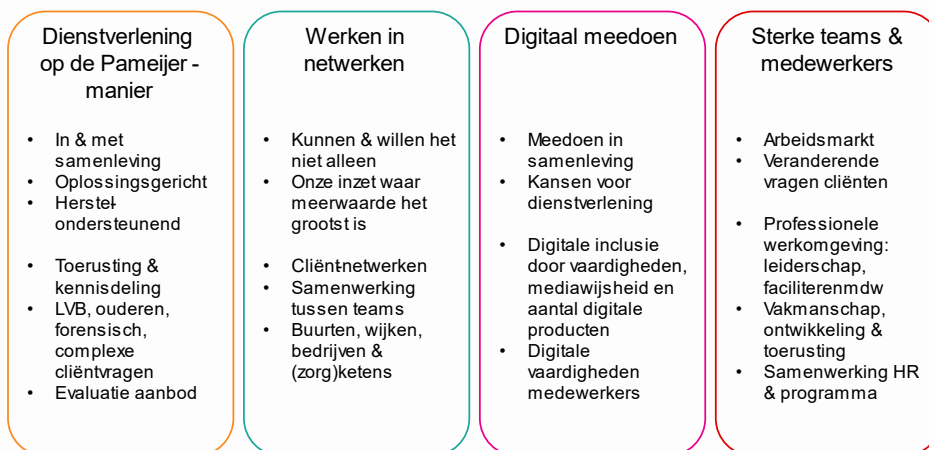 Dienstverlening
op de Pameijer -
manier
• In & met
samenleving
• Oplossingsgericht
• Herstel-
ondersteunend
• Toerusting &
kennisdeling
• LVB, ouderen,
forensisch,
complexe
cliëntvragen
• Evaluatie aanbod
Werken in
netwerken
• Kunnen & willen het
niet alleen
• Onze inzet waar
meerwaarde het
grootst is
• Cliënt-netwerken
• Samenwerking
tussen teams
• Buurten, wijken,
bedrijven &
(zorg)ketens
Digitaal meedoen
• Meedoen in
samenleving
• Kansen voor
dienstverlening
• Digitale inclusie
door vaardigheden,
mediawijsheid en
aantal digitale
producten
• Digitale
vaardigheden
medewerkers
Sterke teams &
medewerkers
• Arbeidsmarkt
• Veranderende
vragen cliënten
• Professionele
werkomgeving:
leiderschap,
faciliterenmdw
• Vakmanschap,
ontwikkeling &
toerusting
• Samenwerking HR
& programma